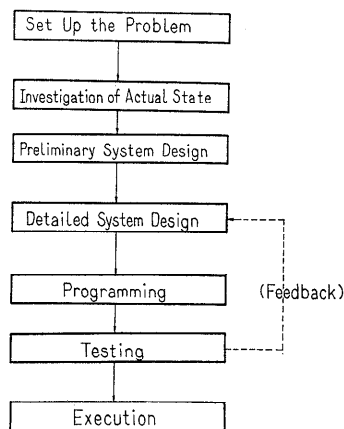 Set Up the Problem
Investigation of Actual State
Preliminary System Design
Detailed System Design
Programming
(Feedback)
Testing
Execution